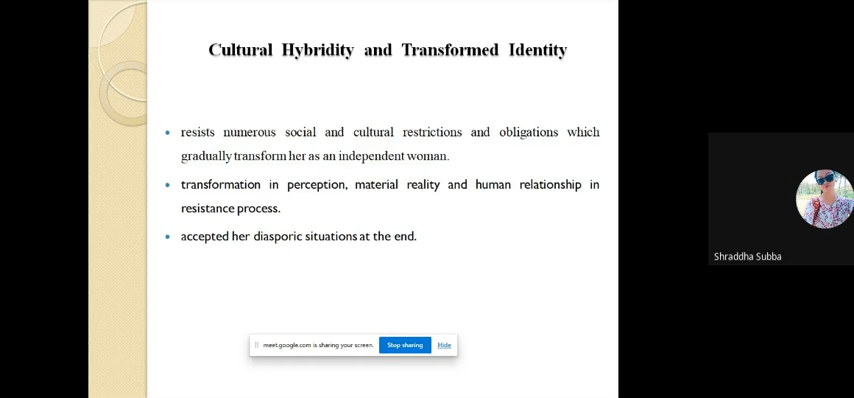 Cultural Hybridity and Transformed Identity
resists numerous social and cultural restrictions and obligations which
gradually transform her as an independent woman.
transformation in perception, material reality and human relationship in
resistance process.
accepted her diasporic situations at the end.
Shraddha Subba
meet.google.com is sharing your screen. Stop sharing Hide